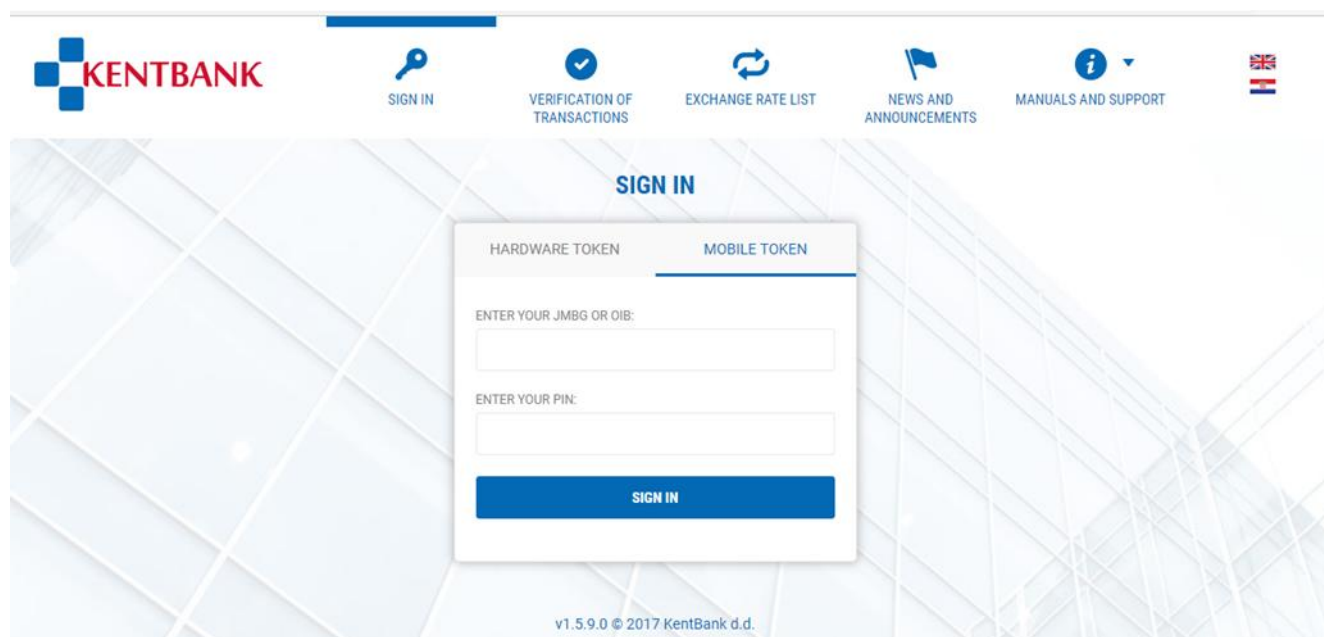 KENTBANK
SIGN IN
VERIFICATION OF
TRANSACTIONS
EXCHANGE RATE LIST
NEWS AND
ANNOUNCEMENTS
MANUALS AND SUPPORT
SIGN IN
HARDWARE TOKEN
MOBILE TOKEN
ENTER YOUR JMBG OR OIB:
ENTER YOUR PIN:
SIGN IN
v1.5.9.0 © 2017 KentBank d.d.